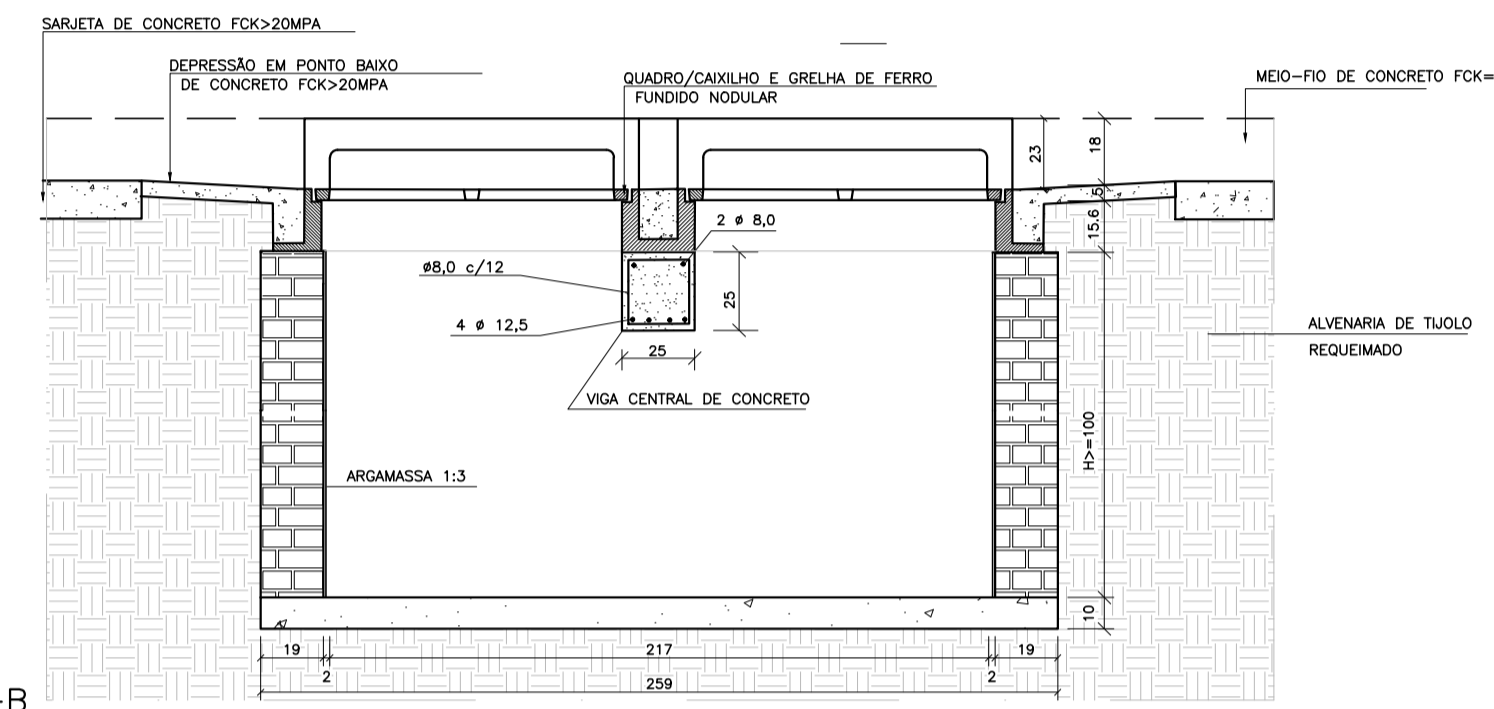 SARJETA DE CONCRETO FCK>20MPA
DEPRESSÃO EM PONTO BAIXO
DE CONCRETO FCK>20MPA
QUADRO/CAIXILHO E GRELHA DE FERRO
FUNDIDO NODULAR
MEIO-FIO DE CONCRETO FCK=
23
18
5
15.6
2 ø 8,0
ø8,0 c/12
25
4 ø 12,5
25
VIGA CENTRAL DE CONCRETO
ALVENARIA DE TIJOLO
REQUEIMADO
H>=100
ARGAMASSA 1:3
10
19
217
19
2
2
259
-B